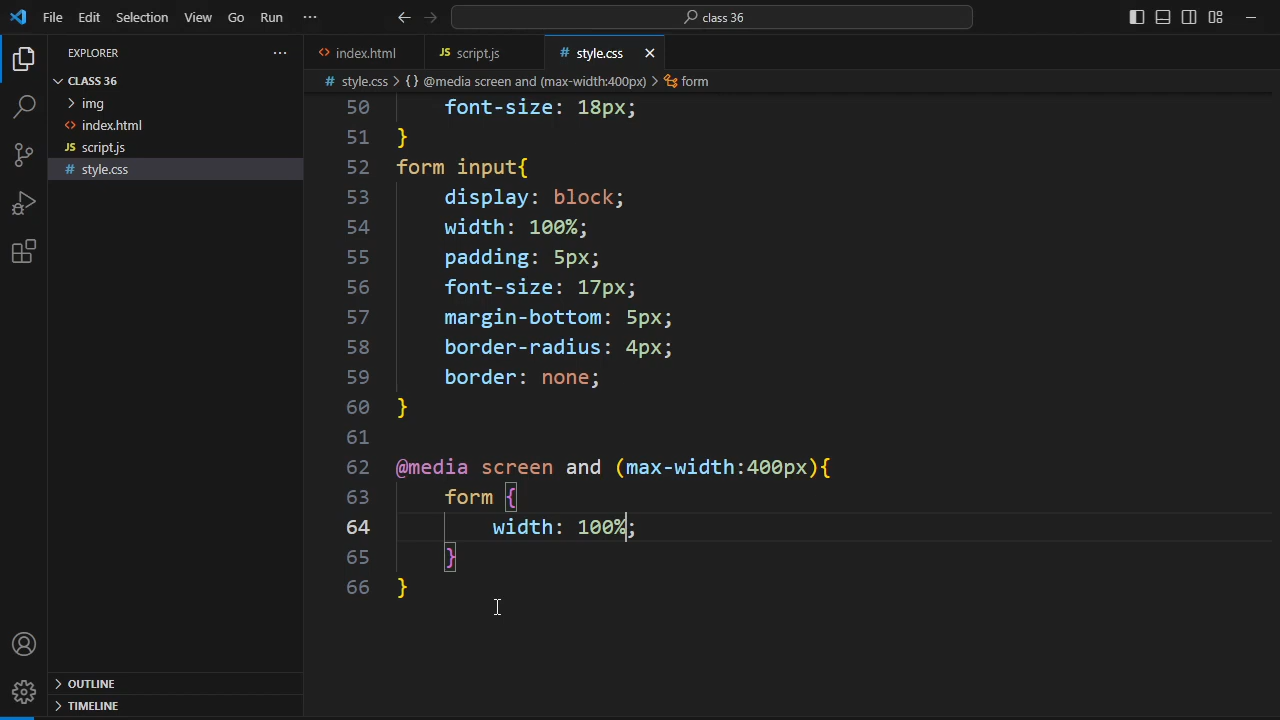 File Edit Selection View Go Run ··· class 36
EXPLORER ···
CLASS 36
img
index.html
JS script.js
# style.css
OUTLINE
TIMELINE
index.html JS script.js # style.css
# style.css > {} @media screen and (max-width:400px) > form
50 font-size: 18px;
51 }
52 form input{
53 display: block;
54 width: 100%;
55 padding: 5px;
56 font-size: 17px;
57 margin-bottom: 5px;
58 border-radius: 4px;
59 border: none;
60 }
61
62 @media screen and (max-width:400px){
63 form {
64 width: 100%;
65 }
66 }